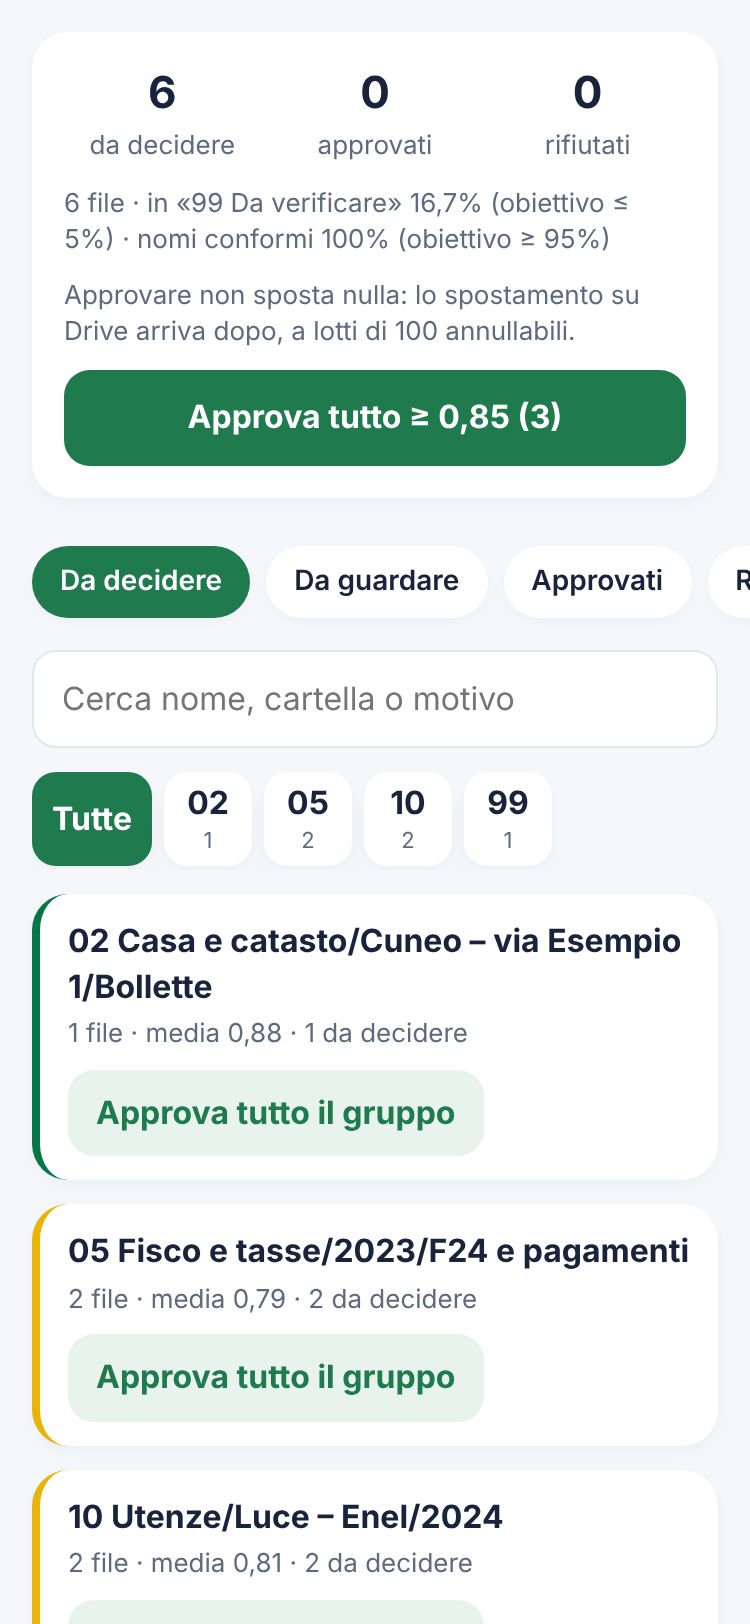 6 0 0
da decidere approvati rifiutati
6 file · in «99 Da verificare» 16,7% (obiettivo ≤
5%) · nomi conformi 100% (obiettivo ≥ 95%)
Approvare non sposta nulla: lo spostamento su
Drive arriva dopo, a lotti di 100 annullabili.
Approva tutto ≥ 0,85 (3)
Da decidere Da guardare Approvati R
Cerca nome, cartella o motivo
Tutte 02 05 10 99
1 2 2 1
02 Casa e catasto/Cuneo – via Esempio
1/Bollette
1 file · media 0,88 · 1 da decidere
Approva tutto il gruppo
05 Fisco e tasse/2023/F24 e pagamenti
2 file · media 0,79 · 2 da decidere
Approva tutto il gruppo
10 Utenze/Luce – Enel/2024
2 file · media 0,81 · 2 da decidere